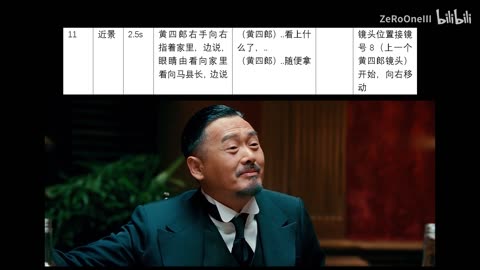 ZeRoOneIII bilibili
11
近景
2.5s
黄四郎右手向右
指着家里，边说，
眼睛由看向家里
看向马县长，边说
（黄四郎）..看上什
么了，..
（黄四郎）..随便拿
镜头位置接镜
号 8（上一个
黄四郎镜头）
开始，向右移
动